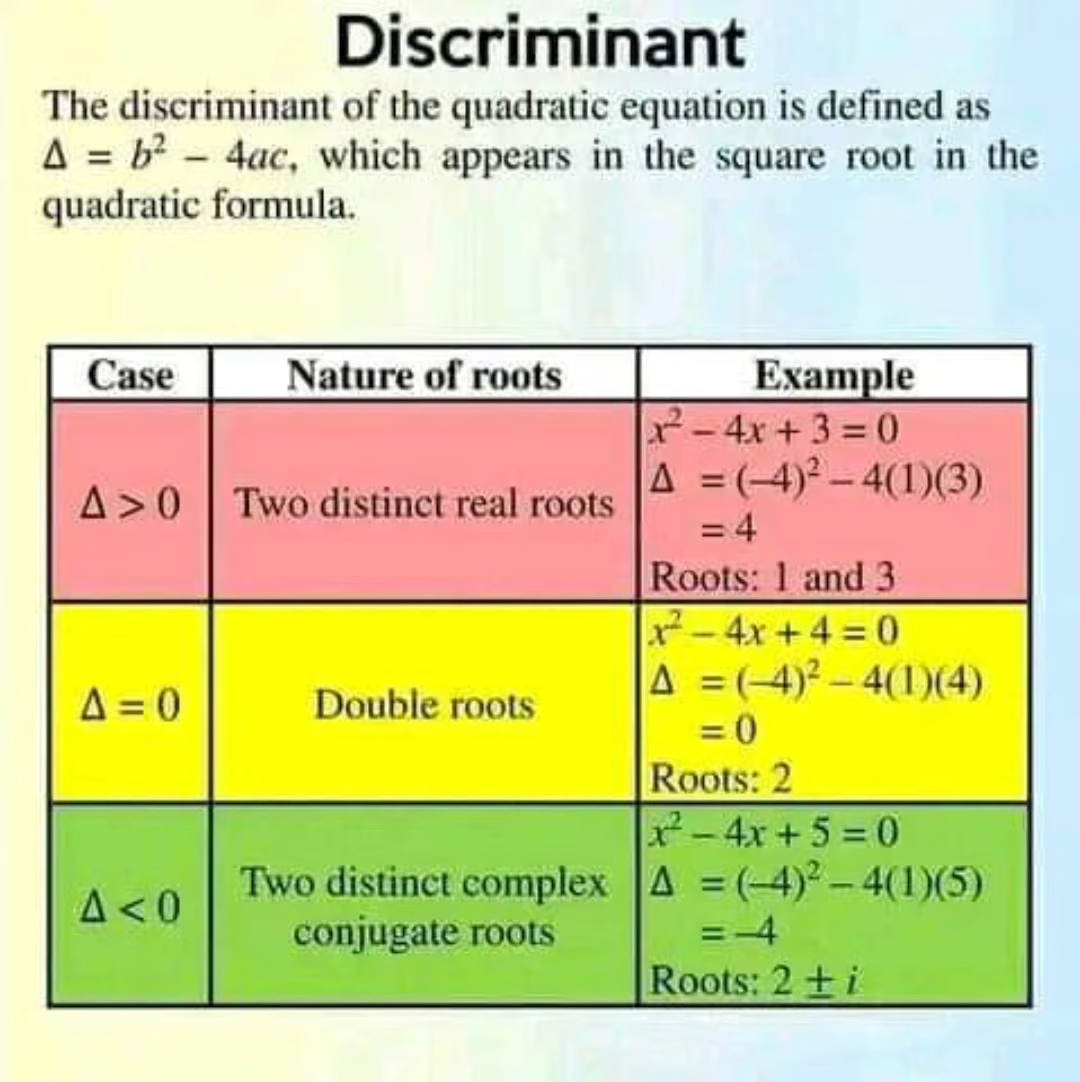 Discriminant
The discriminant of the quadratic equation is defined as
Δ = b² − 4ac, which appears in the square root in the
quadratic formula.
Case Nature of roots Example
Δ > 0 Two distinct real roots
x² − 4x + 3 = 0
Δ = (−4)² − 4(1)(3)
= 4
Roots: 1 and 3
Δ = 0 Double roots
x² − 4x + 4 = 0
Δ = (−4)² − 4(1)(4)
= 0
Roots: 2
Δ < 0
Two distinct complex
conjugate roots
x² − 4x + 5 = 0
Δ = (−4)² − 4(1)(5)
= −4
Roots: 2 ± i